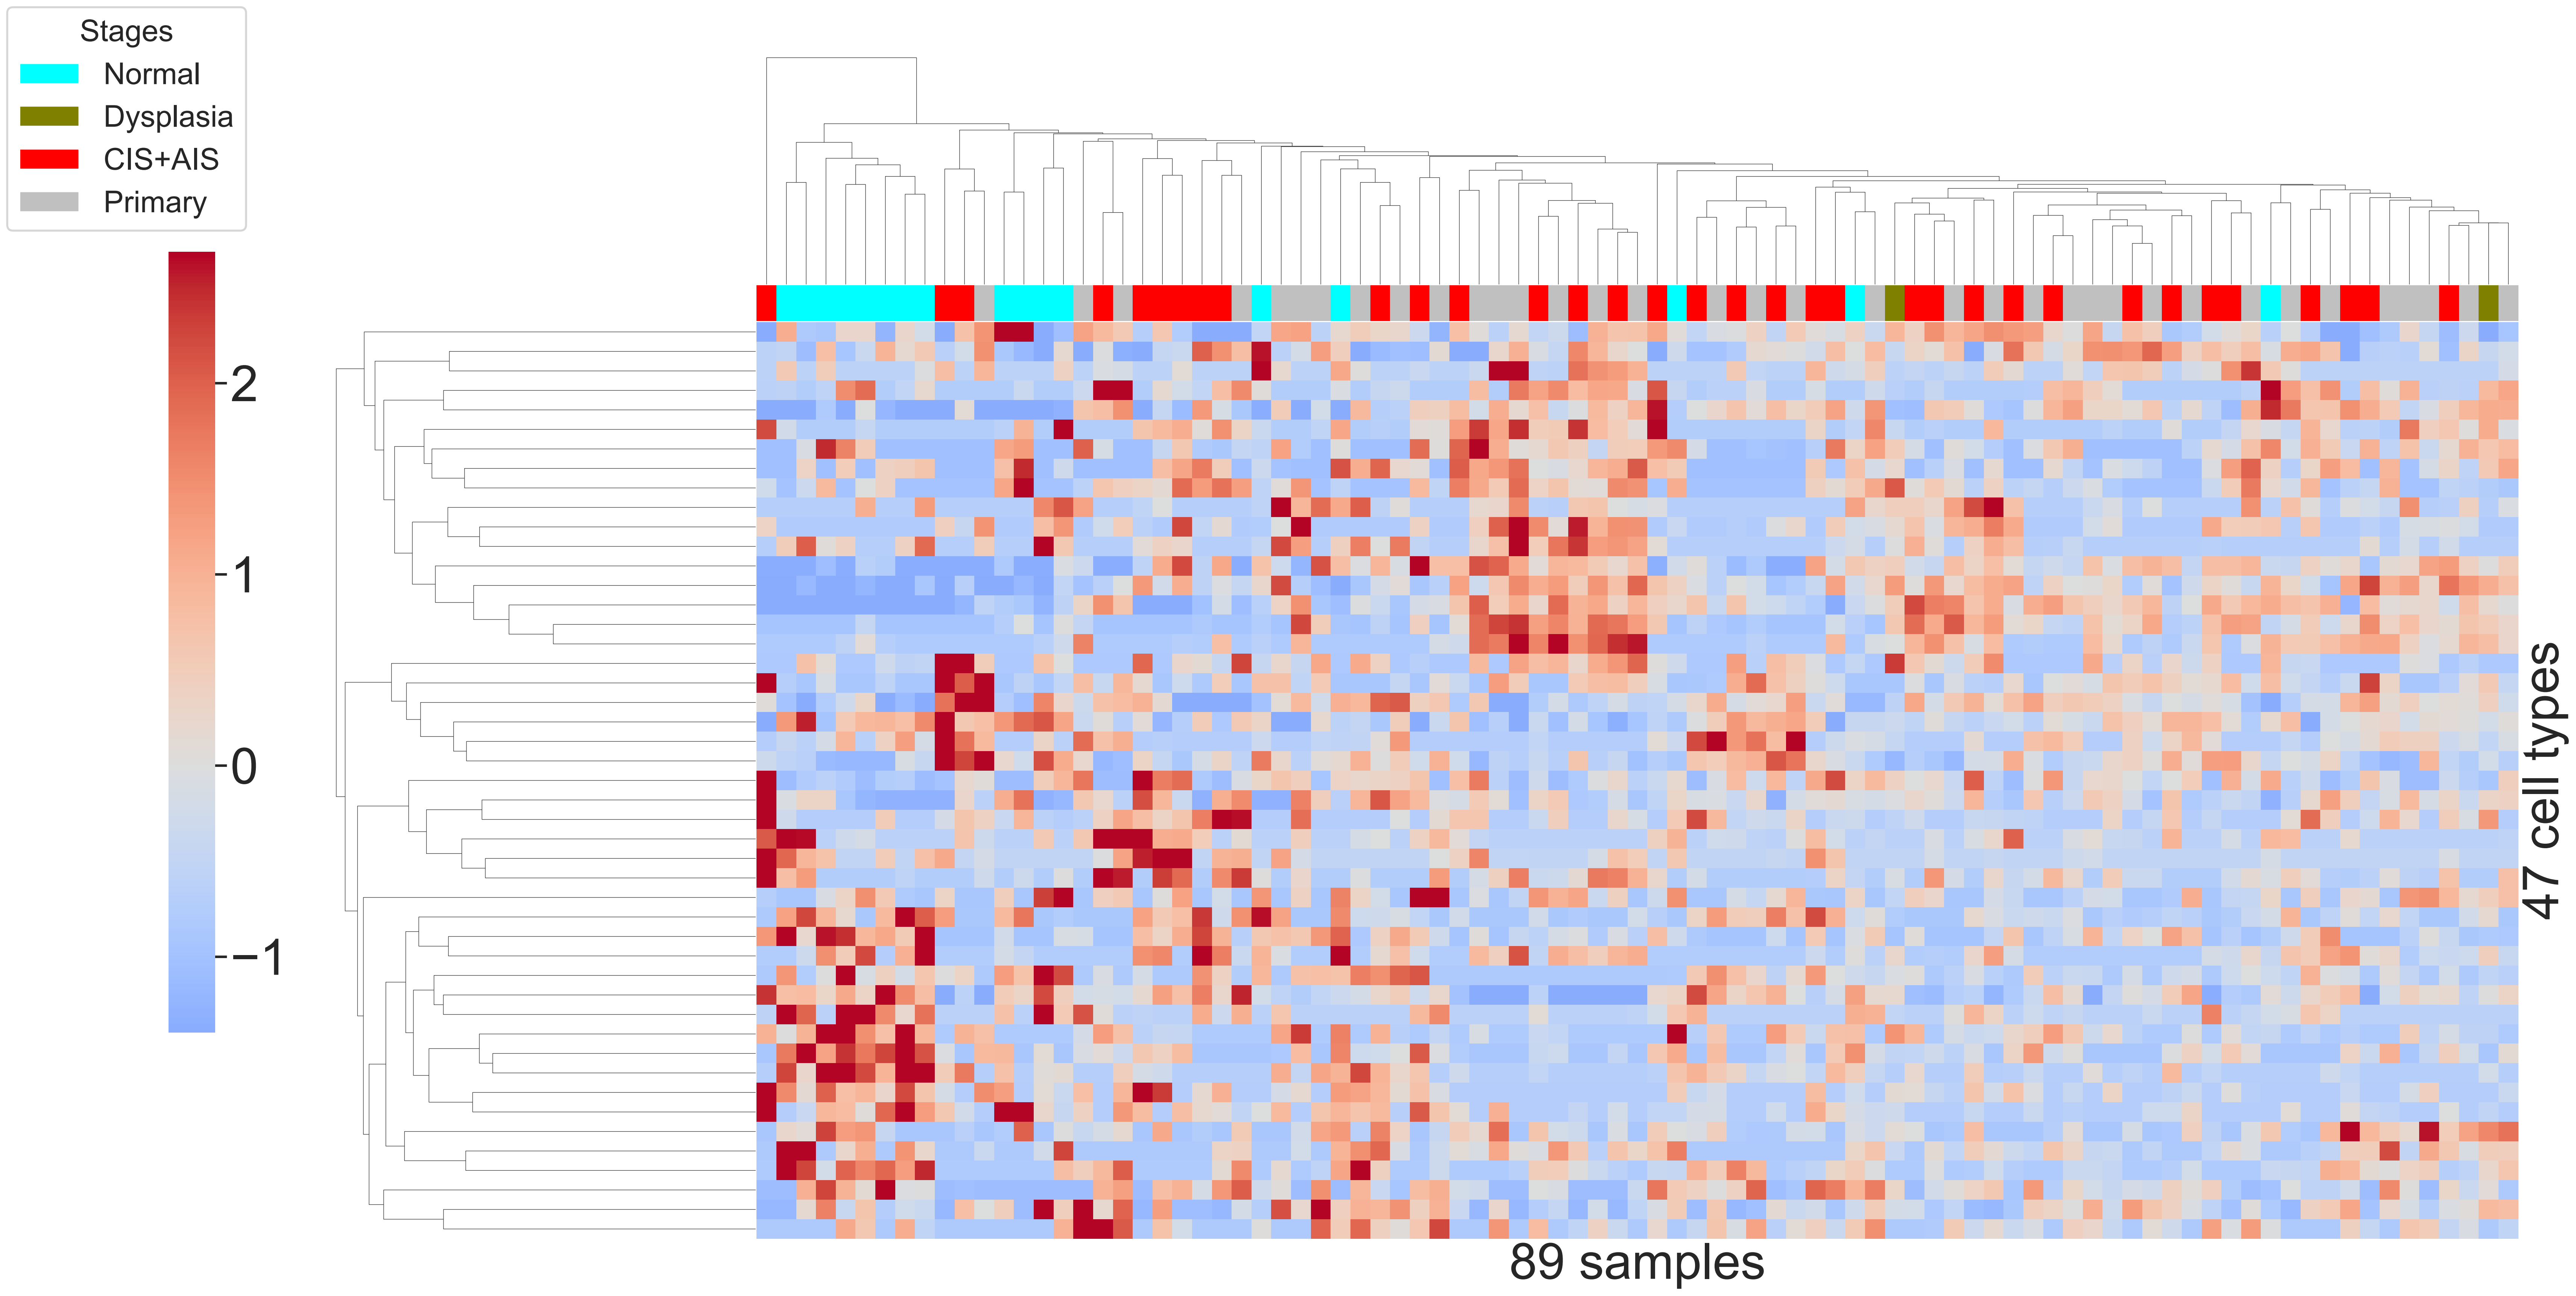 Stages
Normal
Dysplasia
CIS+AIS
Primary
2
1
0
−1
47 cell types
89 samples